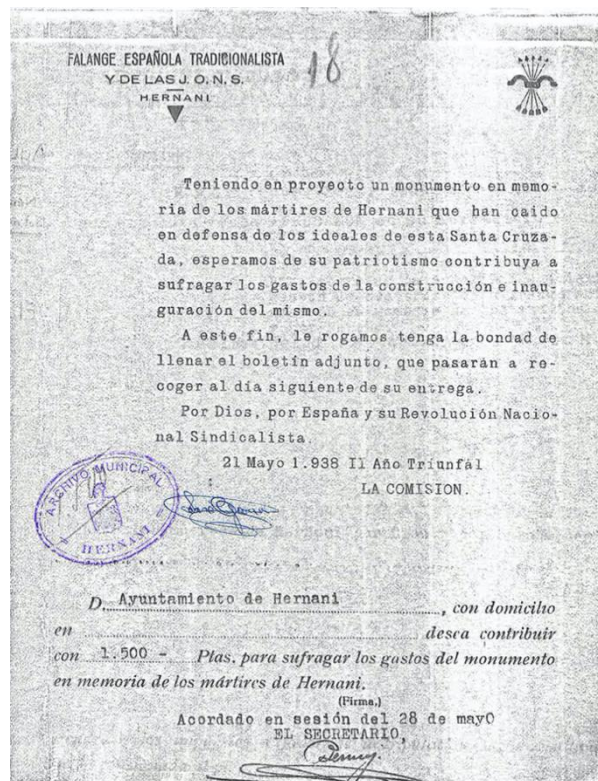 FALANGE ESPAÑOLA TRADICIONALISTA
Y DE LAS J. O. N. S.
HERNANI
18
Teniendo en proyecto un monumento en memo-
ria de los mártires de Hernani que han caido
en defensa de los ideales de esta Santa Cruza-
da, esperamos de su patriotismo contribuya a
sufragar los gastos de la construcción e inau-
guración del mismo.
A este fin, le rogamos tenga la bondad de
llenar el boletín adjunto, que pasarán a re-
coger al día siguiente de su entrega.
Por Dios, por España y su Revolución Nacio-
nal Sindicalista.
21 Mayo 1.938 II Año Triunfál
LA COMISION.
ARCHIVO MUNICIPAL
HERNANI
D. Ayuntamiento de Hernani, con domicilio
en desea contribuir
con 1.500 - Ptas. para sufragar los gastos del monumento
en memoria de los mártires de Hernani.
(Firma,)
Acordado en sesión del 28 de mayO
EL SECRETARIO,